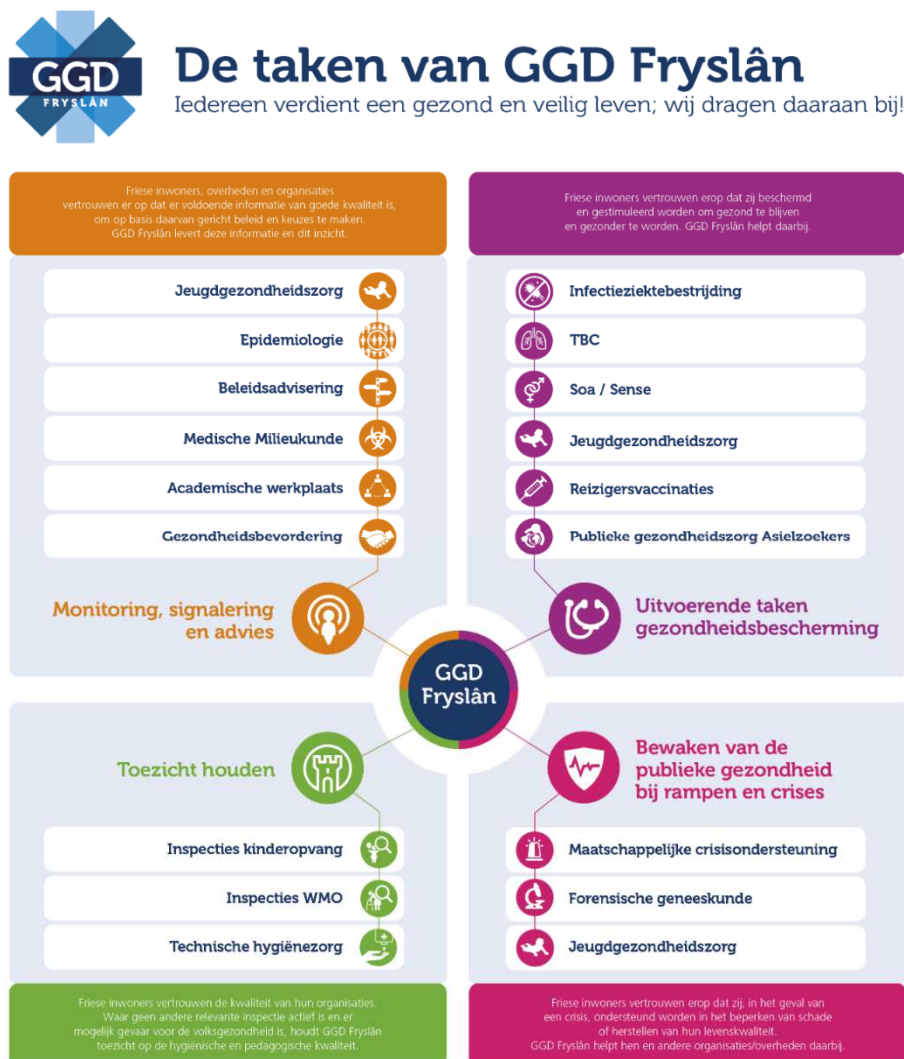 GGD
FRYSLÂN
De taken van GGD Fryslân
Iedereen verdient een gezond en veilig leven; wij dragen daaraan bij!
Friese inwoners, overheden en organisaties
vertrouwen er op dat er voldoende informatie van goede kwaliteit is,
om op basis daarvan gericht beleid en keuzes te maken.
GGD Fryslân levert deze informatie en dit inzicht.
Jeugdgezondheidszorg
Epidemiologie
Beleidsadvisering
Medische Milieukunde
Academische werkplaats
Gezondheidsbevordering
Monitoring, signalering
en advies
Friese inwoners vertrouwen erop dat zij beschermd
en gestimuleerd worden om gezond te blijven
en gezonder te worden. GGD Fryslân helpt daarbij.
Infectieziektebestrijding
TBC
Soa / Sense
Jeugdgezondheidszorg
Reizigersvaccinaties
Publieke gezondheidszorg Asielzoekers
Uitvoerende taken
gezondheidsbescherming
GGD
Fryslân
Toezicht houden
Inspecties kinderopvang
Inspecties WMO
Technische hygiënezorg
Friese inwoners vertrouwen de kwaliteit van hun organisaties.
Waar geen andere relevante inspectie actief is en er
mogelijk gevaar voor de volksgezondheid is, houdt GGD Fryslân
toezicht op de hygiënische en pedagogische kwaliteit.
Bewaken van de
publieke gezondheid
bij rampen en crises
Maatschappelijke crisisondersteuning
Forensische geneeskunde
Jeugdgezondheidszorg
Friese inwoners vertrouwen erop dat zij, in het geval van
een crisis, ondersteund worden in het beperken van schade
of herstellen van hun levenskwaliteit.
GGD Fryslân helpt hen en andere organisaties/overheden daarbij.